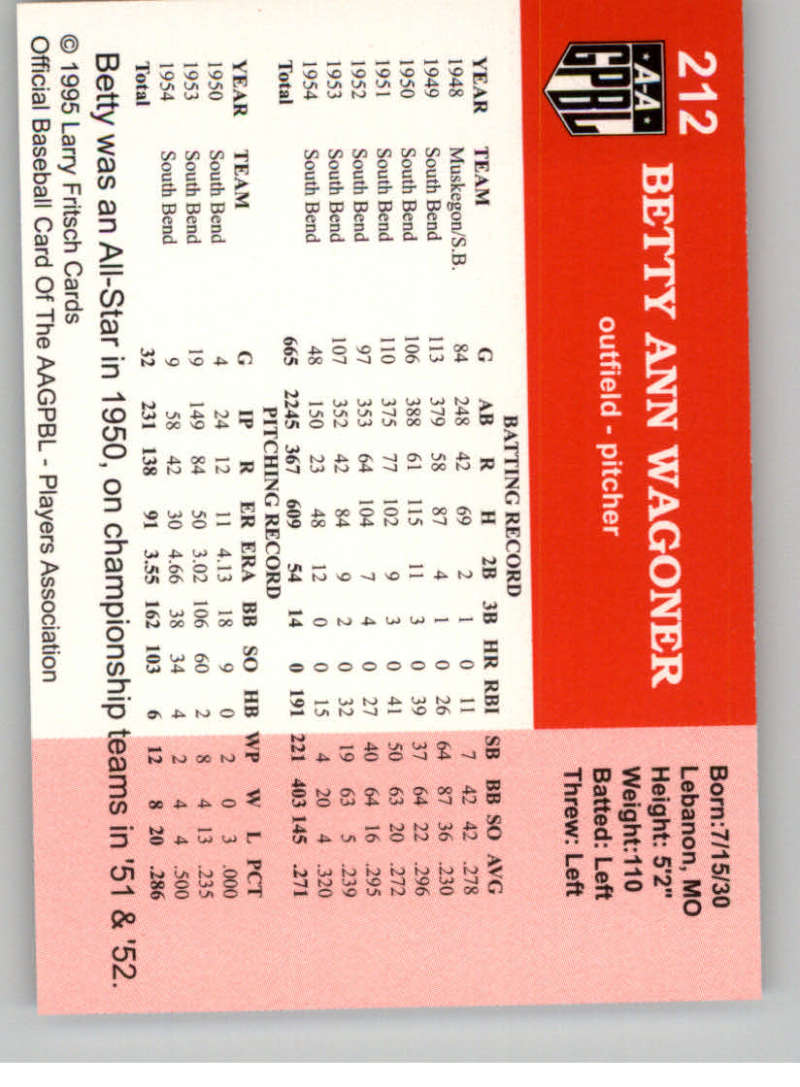 212 BETTY ANN WAGONER
AA
GPBL
outfield - pitcher
Born:7/15/30
Lebanon, MO
Height: 5'2"
Weight:110
Batted: Left
Threw: Left
BATTING RECORD
YEAR TEAM G AB R H 2B 3B HR RBI SB BB SO AVG
1948 Muskegon/S.B. 84 248 42 69 2 1 0 11 7 42 42 .278
1949 South Bend 113 379 58 87 4 1 0 26 64 87 36 .230
1950 South Bend 106 388 61 115 11 3 0 39 37 64 22 .296
1951 South Bend 110 375 77 102 9 3 0 41 50 63 20 .272
1952 South Bend 97 353 64 104 7 4 0 27 40 64 16 .295
1953 South Bend 107 352 42 84 9 2 0 32 19 63 5 .239
1954 South Bend 48 150 23 48 12 0 0 15 4 20 4 .320
Total 665 2245 367 609 54 14 0 191 221 403 145 .271
PITCHING RECORD
YEAR TEAM G IP R ER ERA BB SO HB WP W L PCT
1950 South Bend 4 24 12 11 4.13 18 9 0 2 0 3 .000
1953 South Bend 19 149 84 50 3.02 106 60 2 8 4 13 .235
1954 South Bend 9 58 42 30 4.66 38 34 4 2 4 4 .500
Total 32 231 138 91 3.55 162 103 6 12 8 20 .286
Betty was an All-Star in 1950, on championship teams in '51 & '52.
© 1995 Larry Fritsch Cards
Official Baseball Card Of The AAGPBL - Players Association